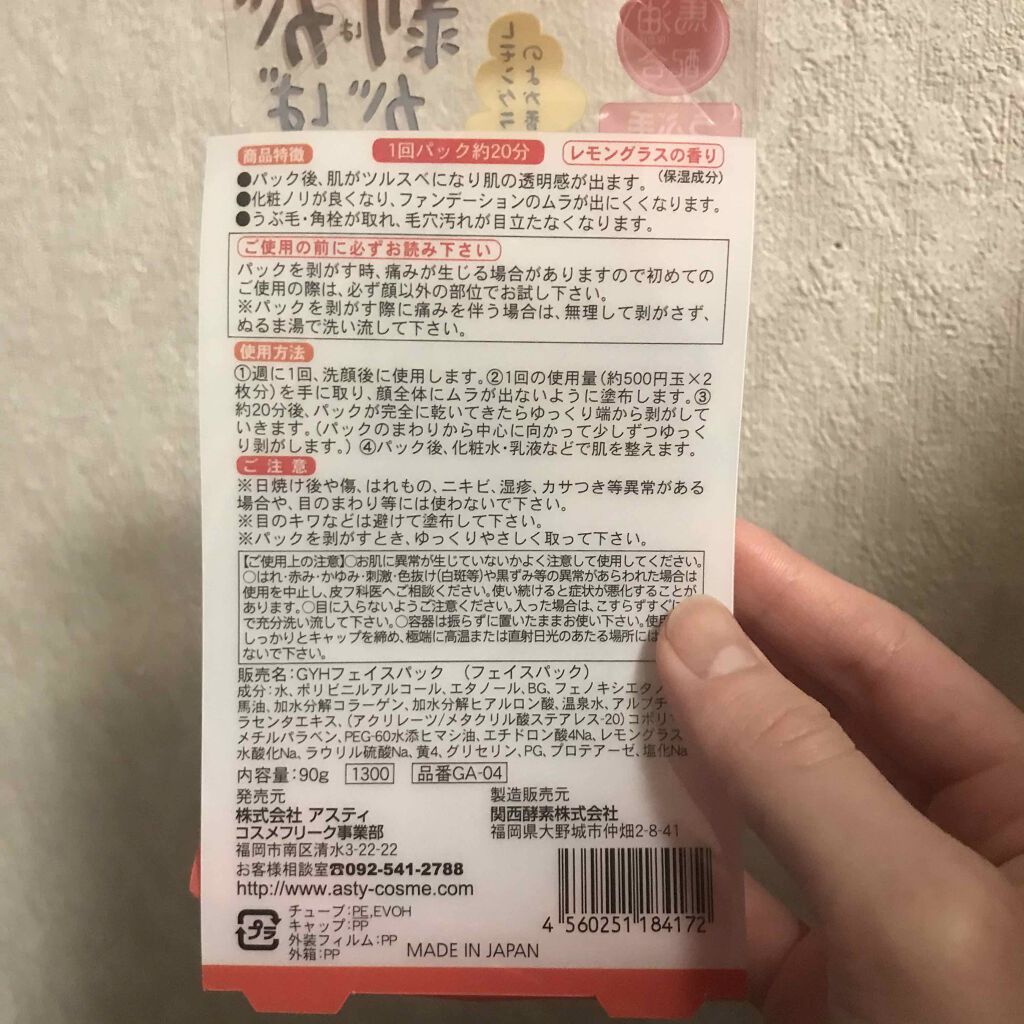 商品特徴 1回パック約20分 レモングラスの香り
(保湿成分)
●パック後、肌がツルスベになり肌の透明感が出ます。
●化粧ノリが良くなり、ファンデーションのムラが出にくくなります。
●うぶ毛・角栓が取れ、毛穴汚れが目立たなくなります。
ご使用の前に必ずお読み下さい
パックを剥がす時、痛みが生じる場合がありますので初めての
ご使用の際は、必ず顔以外の部位でお試し下さい。
※パックを剥がす際に痛みを伴う場合は、無理して剥がさず、
ぬるま湯で洗い流して下さい。
使用方法
①週に1回、洗顔後に使用します。②1回の使用量(約500円玉×2
枚分)を手に取り、顔全体にムラが出ないように塗布します。③
約20分後、パックが完全に乾いてきたらゆっくり端から剥がして
いきます。(パックのまわりから中心に向かって少しずつゆっく
り剥がします。)④パック後、化粧水・乳液などで肌を整えます。
ご注意
※日焼け後や傷、はれもの、ニキビ、湿疹、カサつき等異常がある
場合や、目のまわり等には使わないで下さい。
※目のキワなどは避けて塗布して下さい。
※パックを剥がすとき、ゆっくりやさしく取って下さい。
【ご使用上の注意】○お肌に異常が生じていないかよく注意して使用してください。
○はれ・赤み・かゆみ・刺激・色抜け(白斑等)や黒ずみ等の異常があらわれた場合は
使用を中止し、皮フ科医へご相談ください。使い続けると症状が悪化することが
あります。○目に入らないようご注意ください。入った場合は、こすらずすぐに
で充分洗い流して下さい。○容器は振らずに置いたままお使い下さい。使用
しっかりとキャップを締め、極端に高温または直射日光のあたる場所には
ないで下さい。
販売名:GYHフェイスパック (フェイスパック)
成分:水、ポリビニルアルコール、エタノール、BG、フェノキシエタノ
馬油、加水分解コラーゲン、加水分解ヒアルロン酸、温泉水、アルブチ
ラセンタエキス、(アクリレーツ/メタクリル酸ステアレス-20)コポリマ
メチルパラベン、PEG-60水添ヒマシ油、エチドロン酸4Na、レモングラス
水酸化Na、ラウリル硫酸Na、黄4、グリセリン、PG、プロテアーゼ、塩化Na
内容量:90g 1300 品番GA-04
発売元
株式会社 アスティ
コスメフリーク事業部
福岡市南区清水3-22-22
お客様相談室☎092-541-2788
http://www.asty-cosme.com
製造販売元
関西酵素株式会社
福岡県大野城市仲畑2-8-41
4 560251 184172
プラ
チューブ:PE,EVOH
キャップ:PP
外装フィルム:PP
外箱:PP
MADE IN JAPAN